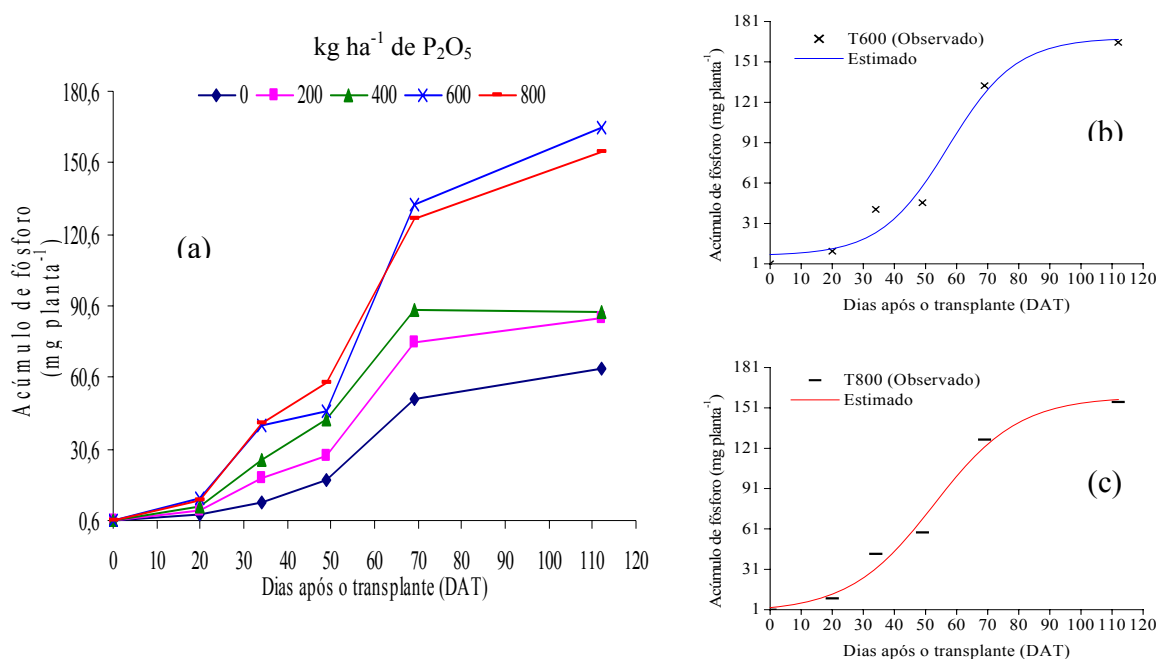 kg ha⁻¹ de P₂O₅
0 200 400 600 800
Acúmulo de fósforo
(mg planta⁻¹)
180,6
150,6
120,6
90,6
60,6
30,6
0,6
(a)
0 10 20 30 40 50 60 70 80 90 100 110 120
Dias após o transplante (DAT)
T600 (Observado)
Estimado
Acúmulo de fósforo (mg planta⁻¹)
181
151
121
91
61
31
1
(b)
0 10 20 30 40 50 60 70 80 90 100 110 120
Dias após o transplante (DAT)
T800 (Observado)
Estimado
Acúmulo de fósforo (mg planta⁻¹)
181
151
121
91
61
31
1
(c)
0 10 20 30 40 50 60 70 80 90 100 110 120
Dias após o transplante (DAT)